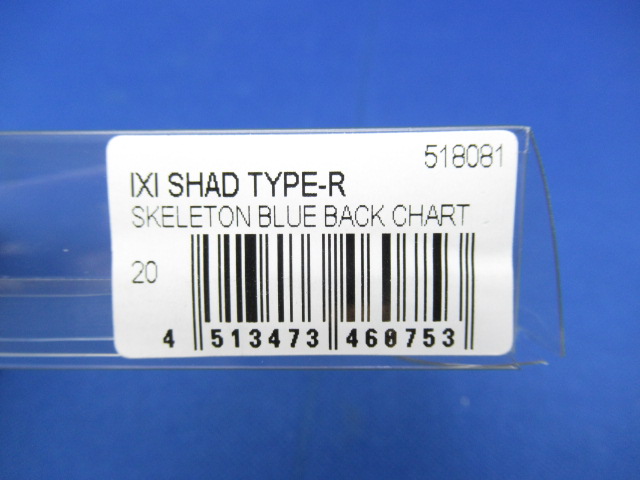 518081
IXI SHAD TYPE-R
SKELETON BLUE BACK CHART
20
4 513473 460753